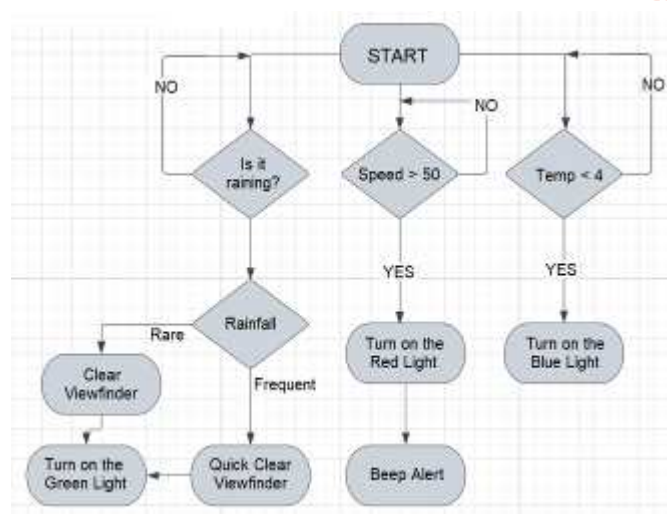 START
NO
NO
NO
Is it
raining?
Speed > 50
Temp < 4
YES
YES
Rainfall
Rare
Frequent
Turn on the
Red Light
Turn on the
Blue Light
Clear
Viewfinder
Turn on the
Green Light
Quick Clear
Viewfinder
Beep Alert